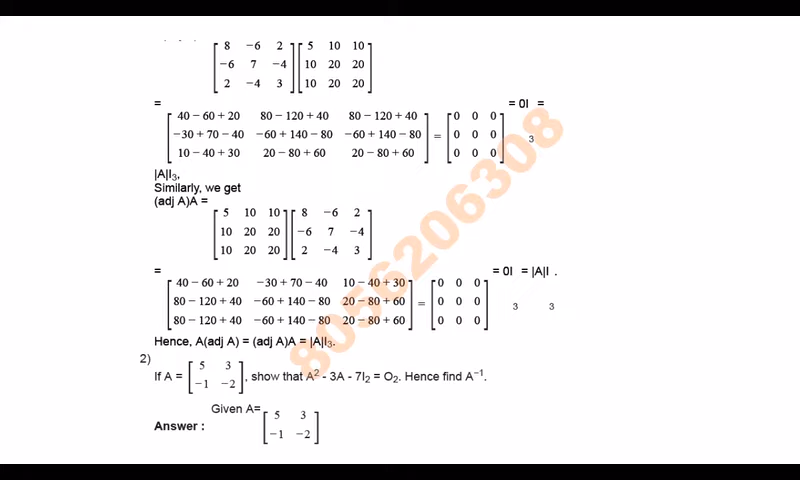 [8 −6 2] [5 10 10]
[−6 7 −4] [10 20 20]
[2 −4 3] [10 20 20]
=
[40 − 60 + 20 80 − 120 + 40 80 − 120 + 40] [0 0 0] = 0I =
[−30 + 70 − 40 −60 + 140 − 80 −60 + 140 − 80] = [0 0 0] 3
[10 − 40 + 30 20 − 80 + 60 20 − 80 + 60] [0 0 0]
|A|I₃,
Similarly, we get
(adj A)A =
[5 10 10] [8 −6 2]
[10 20 20] [−6 7 −4]
[10 20 20] [2 −4 3]
=
[40 − 60 + 20 −30 + 70 − 40 10 − 40 + 30] [0 0 0] = 0I = |A|I .
[80 − 120 + 40 −60 + 140 − 80 20 − 80 + 60] = [0 0 0] 3 3
[80 − 120 + 40 −60 + 140 − 80 20 − 80 + 60] [0 0 0]
Hence, A(adj A) = (adj A)A = |A|I₃.
2)
If A = [5 3; −1 −2], show that A² - 3A - 7I₂ = O₂. Hence find A⁻¹.
Given A= [5 3]
Answer : [−1 −2]
8056206308